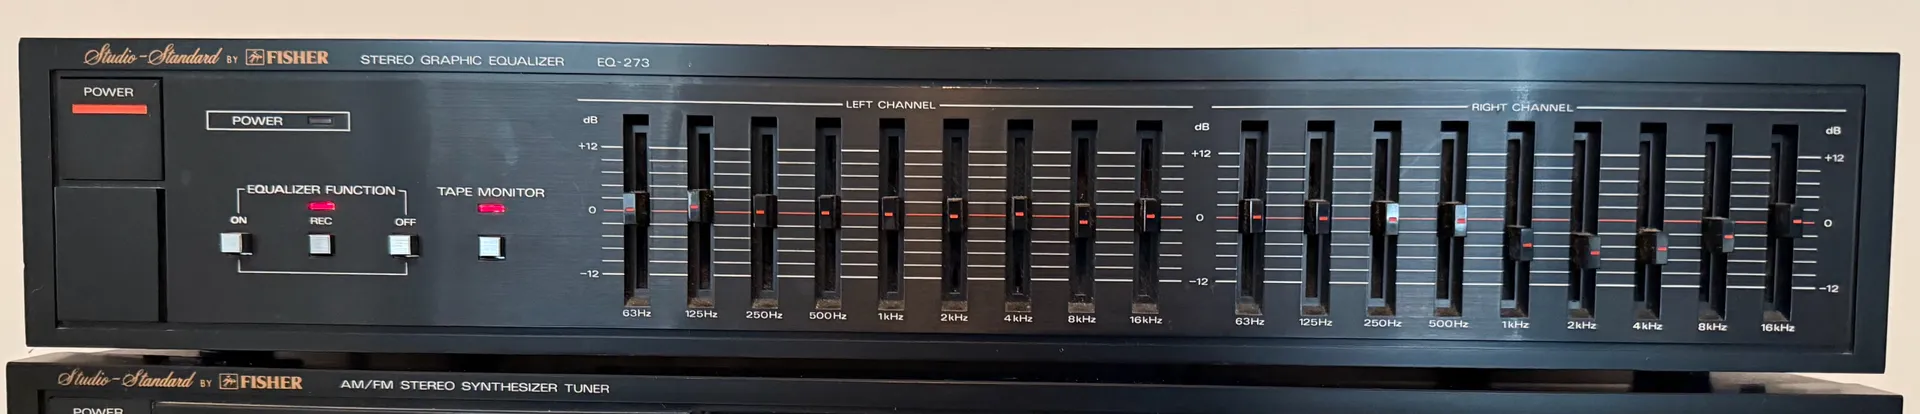 Studio-Standard BY FISHER STEREO GRAPHIC EQUALIZER EQ-273
POWER
POWER
EQUALIZER FUNCTION
ON REC OFF
TAPE MONITOR
LEFT CHANNEL
dB
+12
0
-12
63Hz 125Hz 250Hz 500Hz 1kHz 2kHz 4kHz 8kHz 16kHz
dB
+12
0
-12
RIGHT CHANNEL
63Hz 125Hz 250Hz 500Hz 1kHz 2kHz 4kHz 8kHz 16kHz
dB
+12
0
-12
Studio-Standard BY FISHER AM/FM STEREO SYNTHESIZER TUNER
POWER